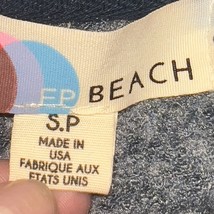 BEACH
S.P
MADE IN
USA
FABRIQUE AUX
ETATS UNIS